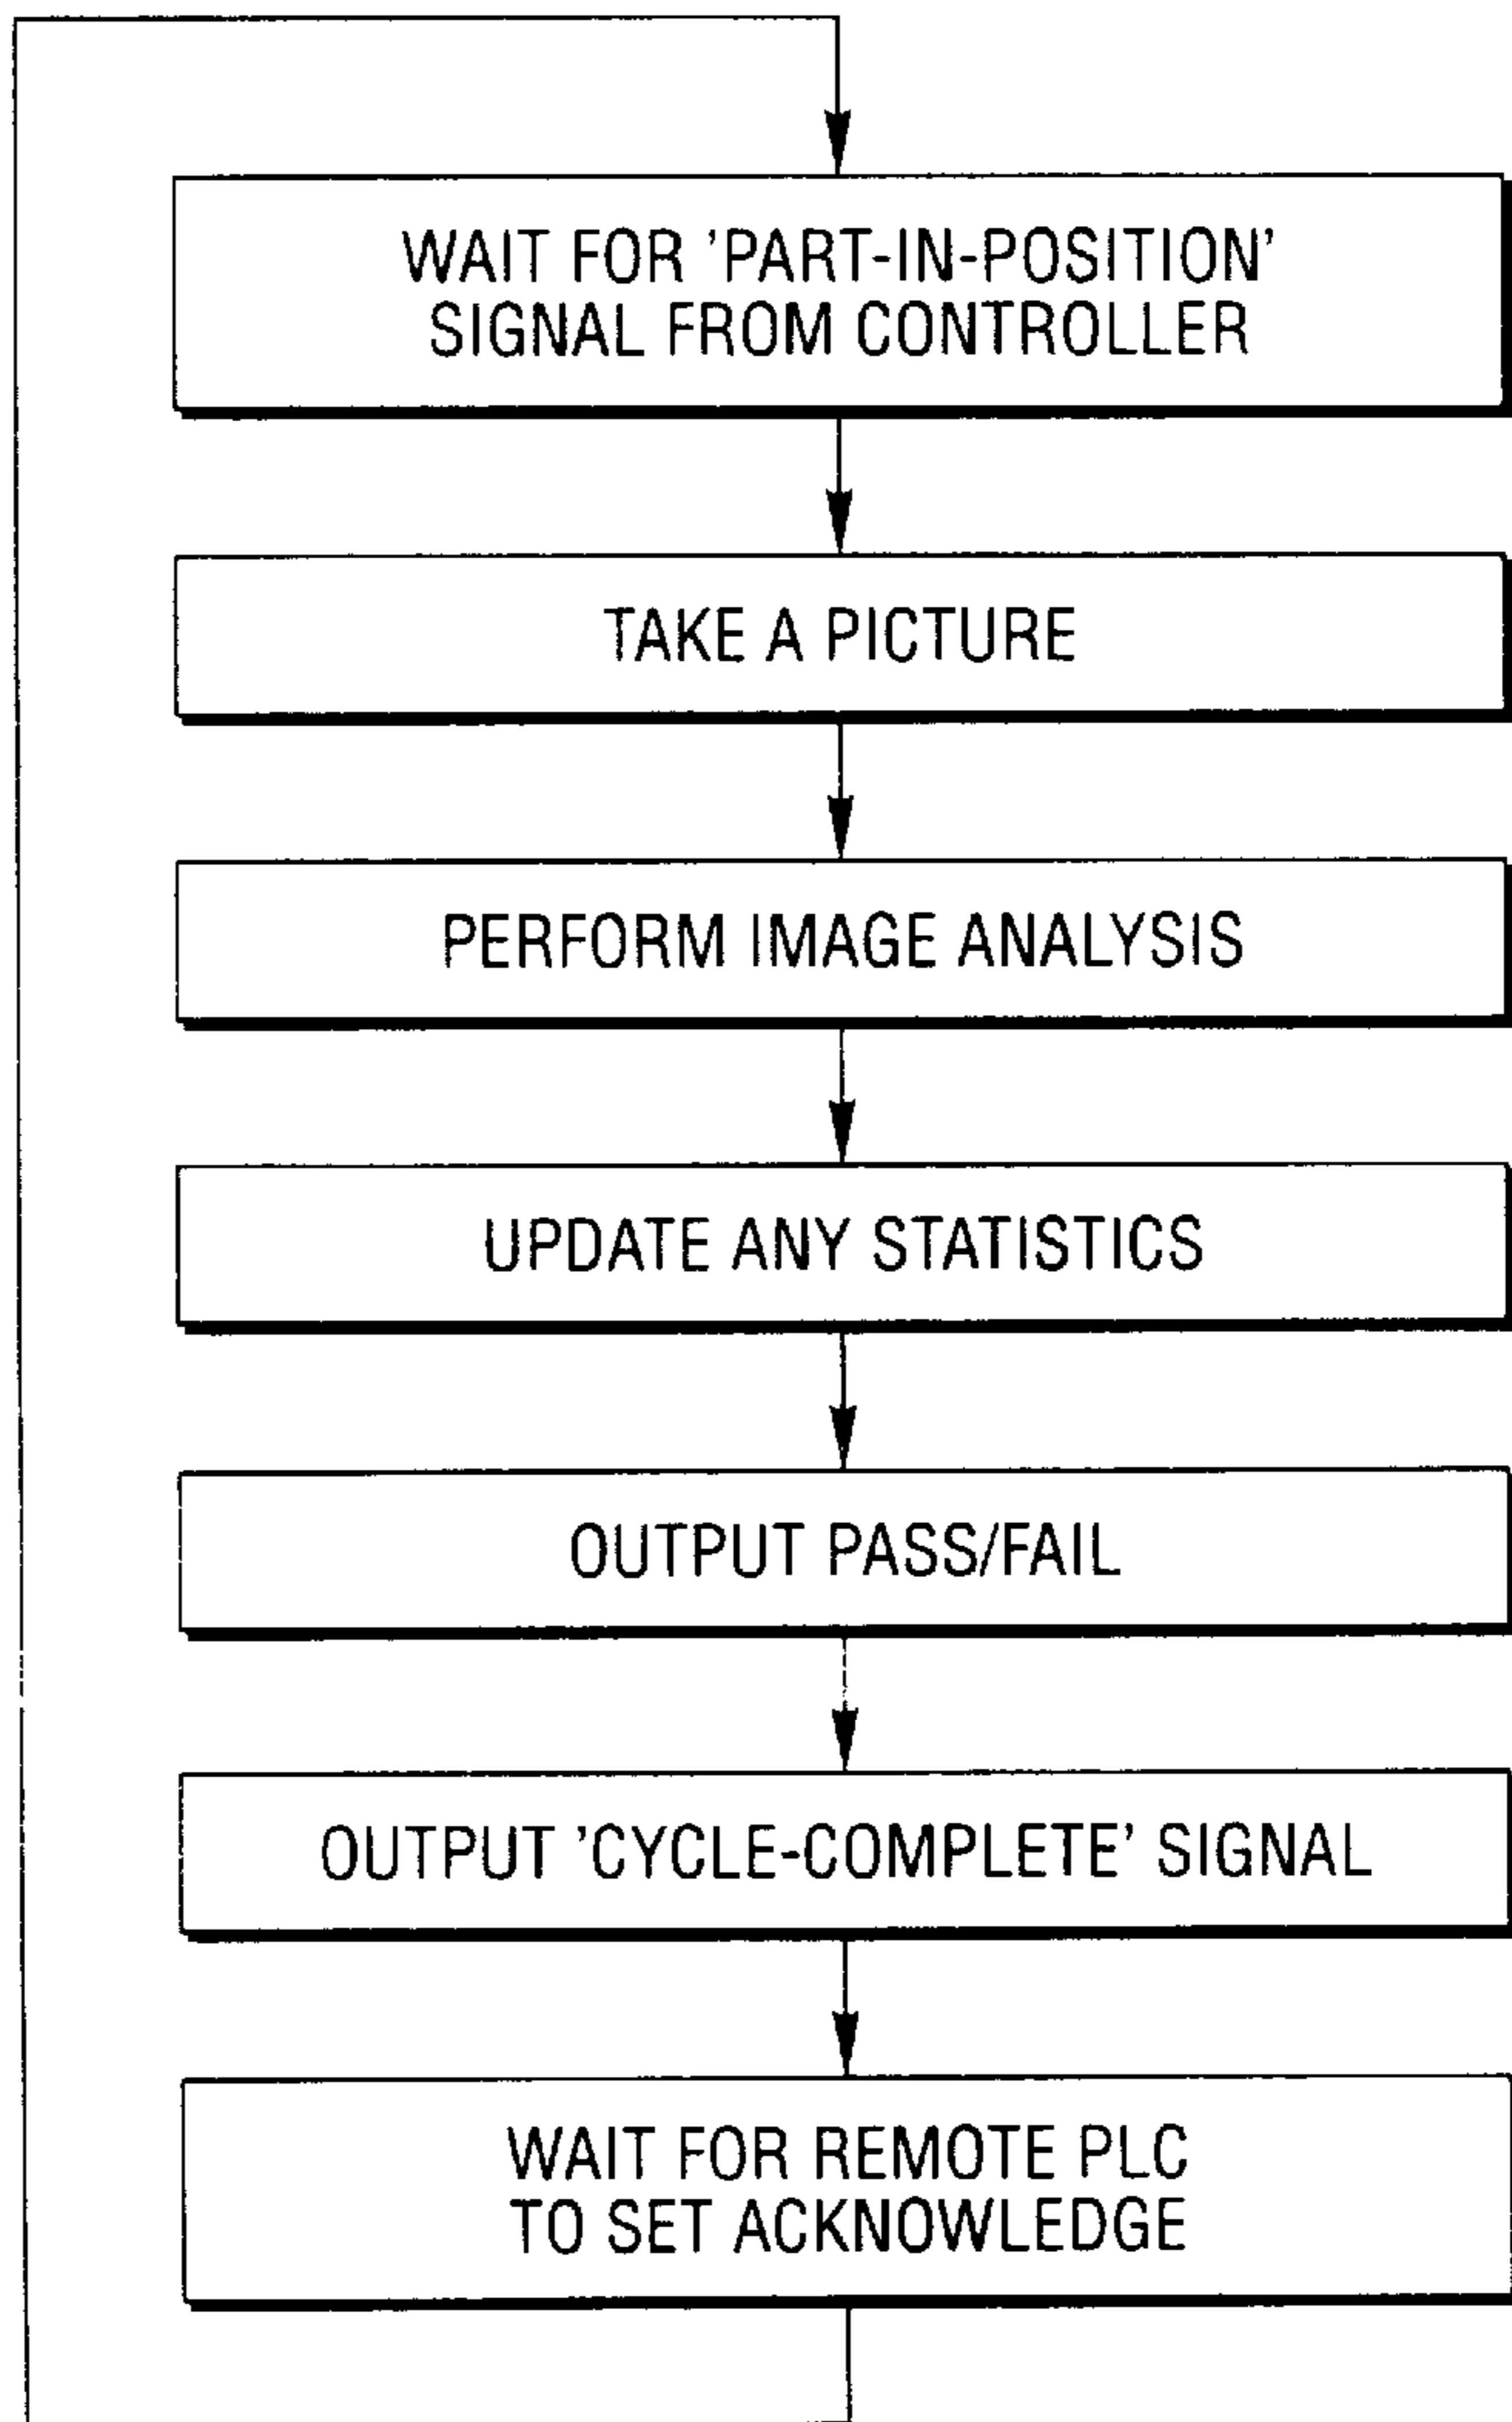 WAIT FOR 'PART-IN-POSITION'
SIGNAL FROM CONTROLLER
TAKE A PICTURE
PERFORM IMAGE ANALYSIS
UPDATE ANY STATISTICS
OUTPUT PASS/FAIL
OUTPUT 'CYCLE-COMPLETE' SIGNAL
WAIT FOR REMOTE PLC
TO SET ACKNOWLEDGE